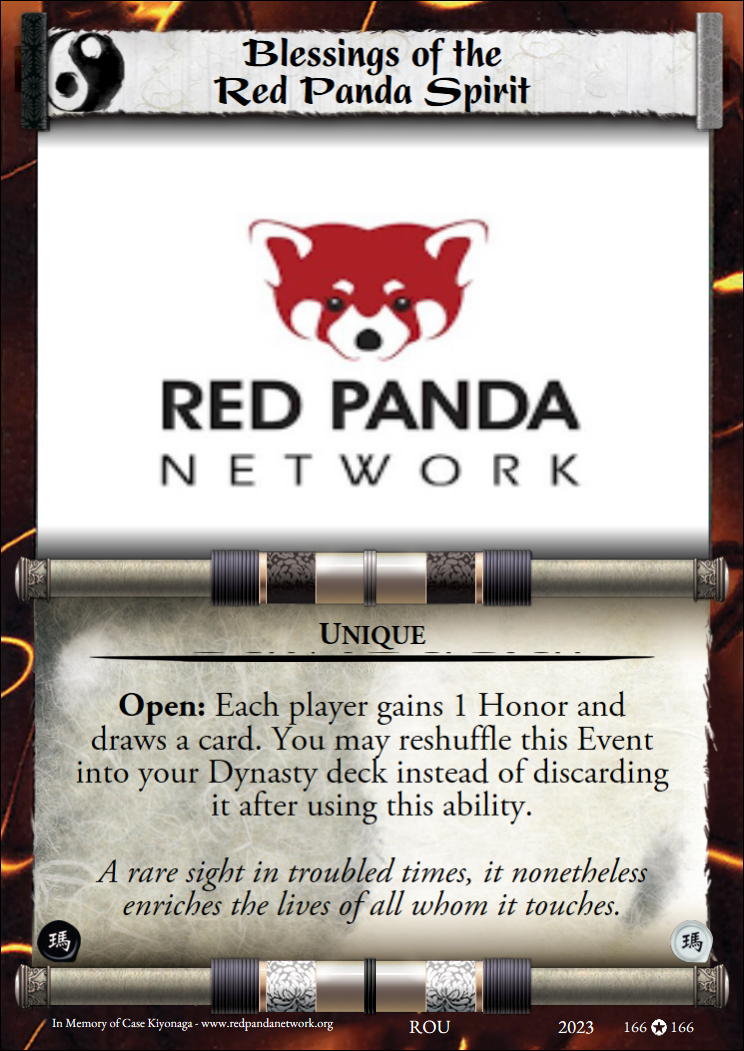 Blessings of the
Red Panda Spirit
RED PANDA
NETWORK
UNIQUE
Open: Each player gains 1 Honor and
draws a card. You may reshuffle this Event
into your Dynasty deck instead of discarding
it after using this ability.
A rare sight in troubled times, it nonetheless
enriches the lives of all whom it touches.
瑪 瑪
In Memory of Case Kiyonaga - www.redpandanetwork.org ROU 2023 166 ✪ 166